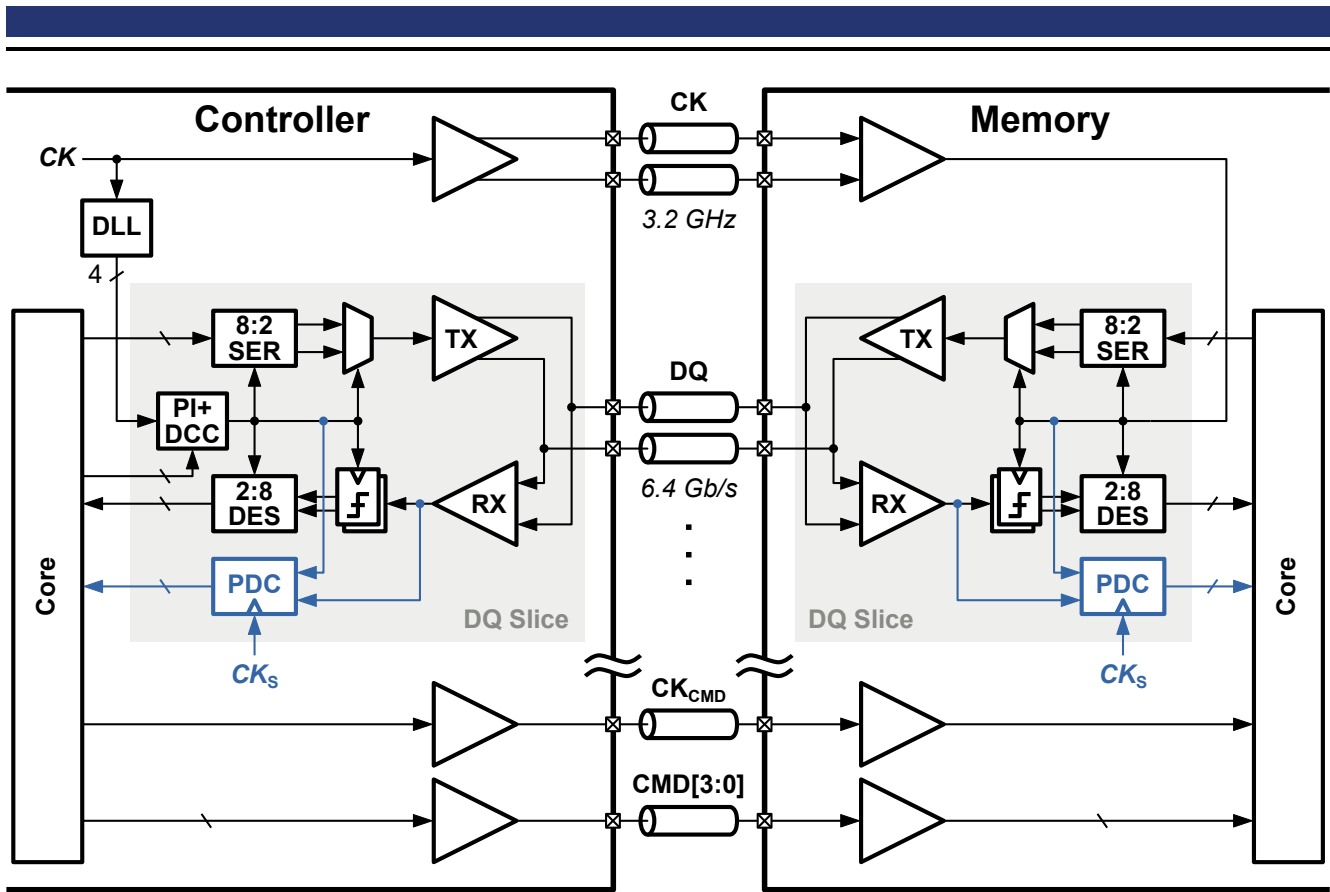 Controller
CK
Memory
CK
3.2 GHz
DLL
4
8:2
SER
TX
DQ
TX
8:2
SER
PI+
DCC
2:8
DES
RX
6.4 Gb/s
RX
2:8
DES
Core
PDC
DQ Slice
DQ Slice
PDC
Core
CKS
CKCMD
CKS
CMD[3:0]